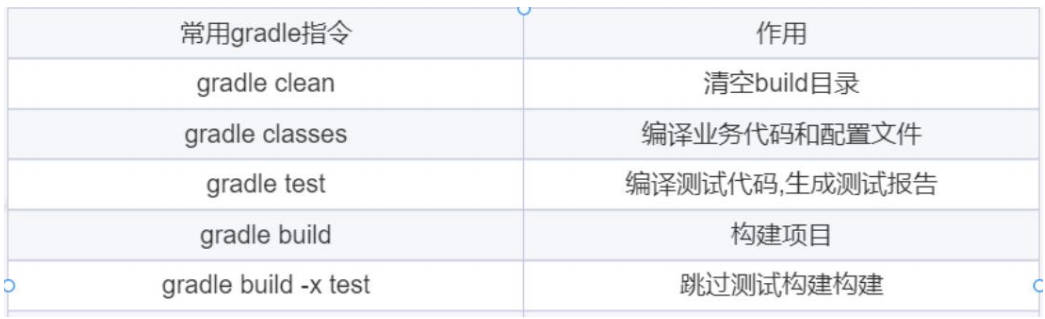 常用gradle指令 作用
gradle clean 清空build目录
gradle classes 编译业务代码和配置文件
gradle test 编译测试代码,生成测试报告
gradle build 构建项目
gradle build -x test 跳过测试构建构建